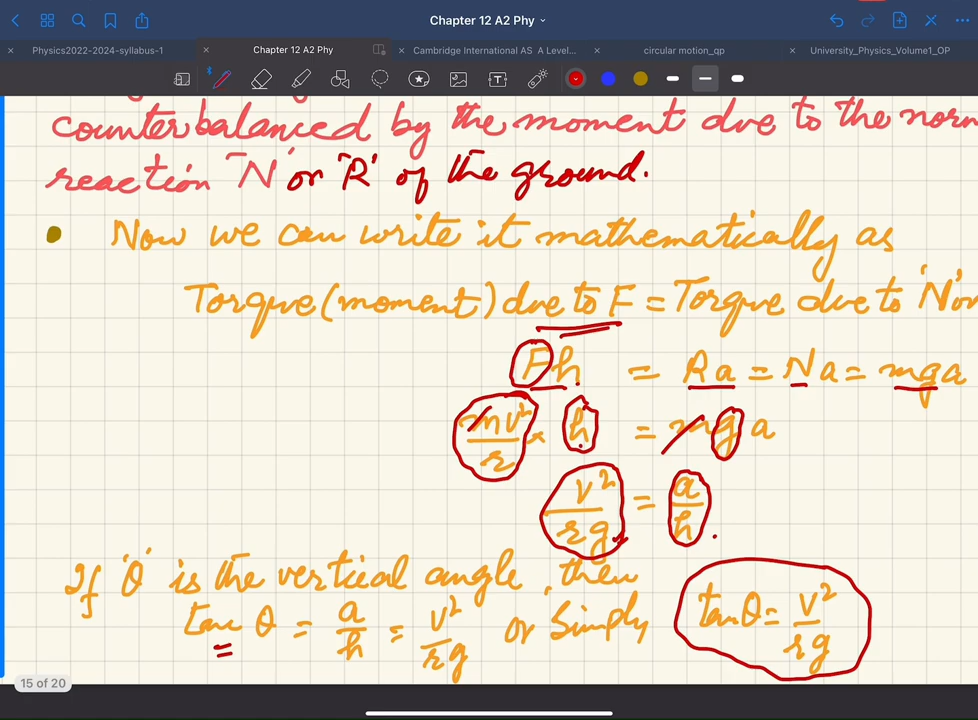 Chapter 12 A2 Phy
Physics2022-2024-syllabus-1
Chapter 12 A2 Phy
Cambridge International AS A Level...
circular motion_qp
University_Physics_Volume1_OP
counterbalanced by the moment due to the norm
reaction 'N' or 'R' of the ground.
Now we can write it mathematically as
Torque (moment) due to F = Torque due to 'N' or
Fh = Ra = Na = mga
mv²/r × h = mg a
v²/rg = a/h.
If 'θ' is the vertical angle, then
tan θ = a/h = v²/rg or Simply tanθ = v²/rg
15 of 20